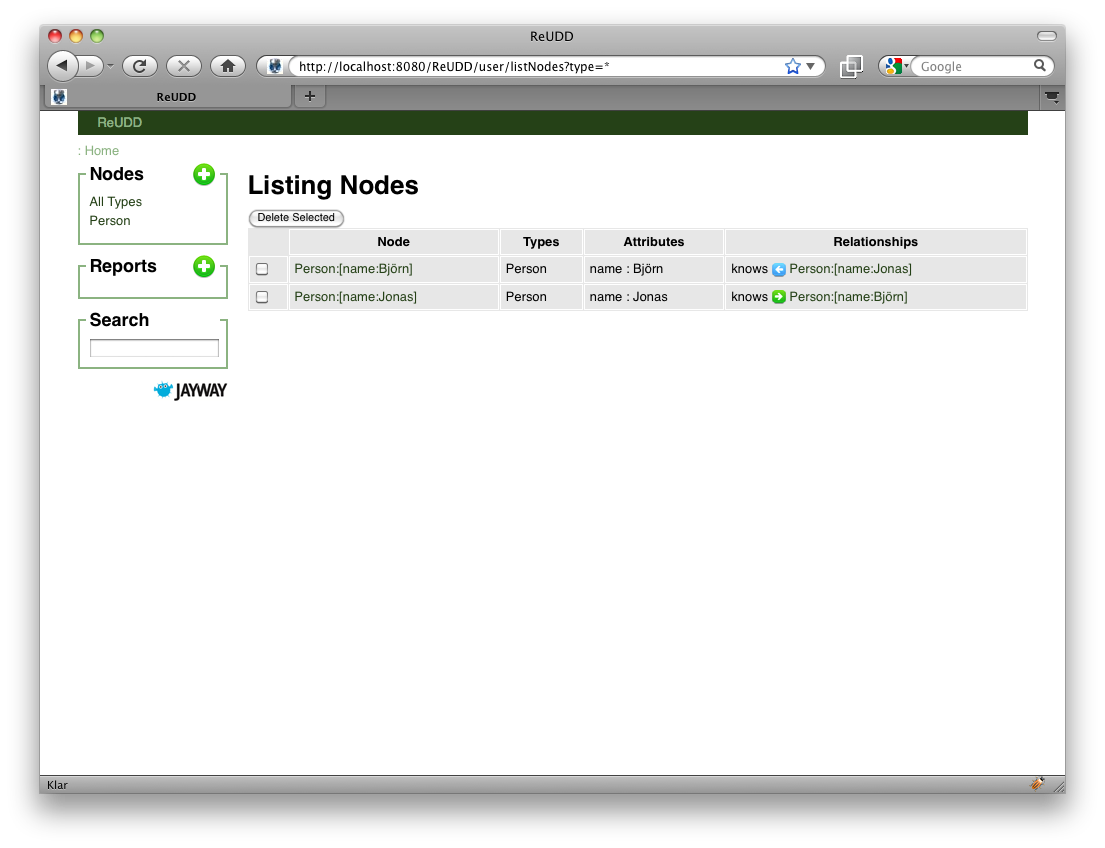 ReUDD
http://localhost:8080/ReUDD/user/listNodes?type=*
Google
ReUDD
ReUDD
: Home
Nodes
All Types
Person
Reports
Search
JAYWAY
Listing Nodes
Delete Selected
Node Types Attributes Relationships
Person:[name:Björn] Person name : Björn knows Person:[name:Jonas]
Person:[name:Jonas] Person name : Jonas knows Person:[name:Björn]
Klar